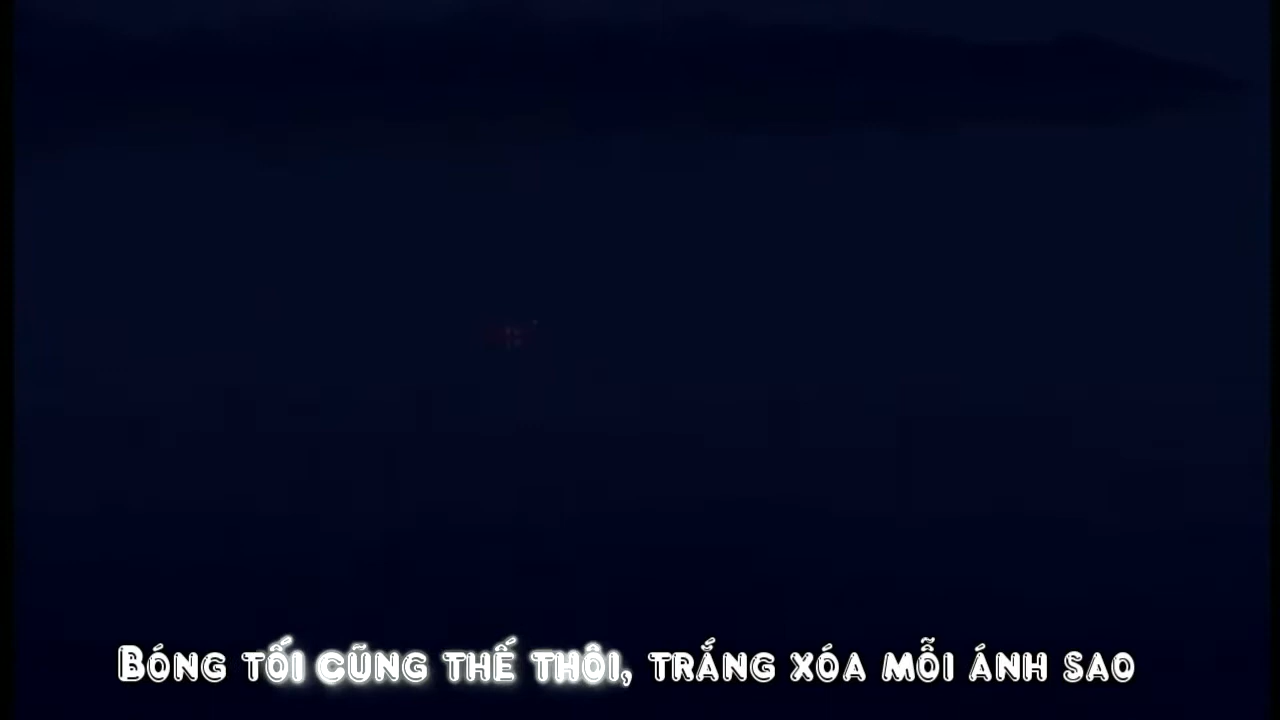 Bóng tối cũng thế thôi, trắng xóa mỗi ánh sao